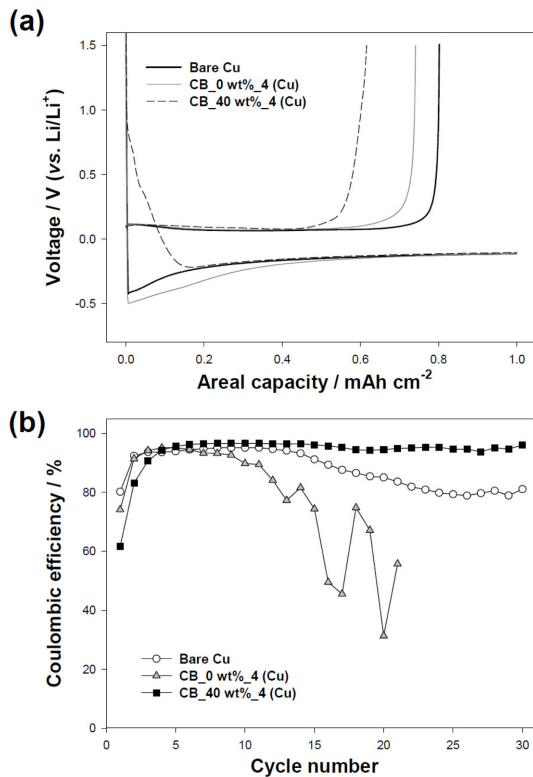 (a)
1.5
1.0
0.5
0.0
-0.5
Voltage / V (vs. Li/Li+)
Bare Cu
CB_0 wt%_4 (Cu)
CB_40 wt%_4 (Cu)
0.0 0.2 0.4 0.6 0.8 1.0
Areal capacity / mAh cm-2
(b)
100
80
60
40
20
0
Coulombic efficiency / %
Bare Cu
CB_0 wt%_4 (Cu)
CB_40 wt%_4 (Cu)
0 5 10 15 20 25 30
Cycle number